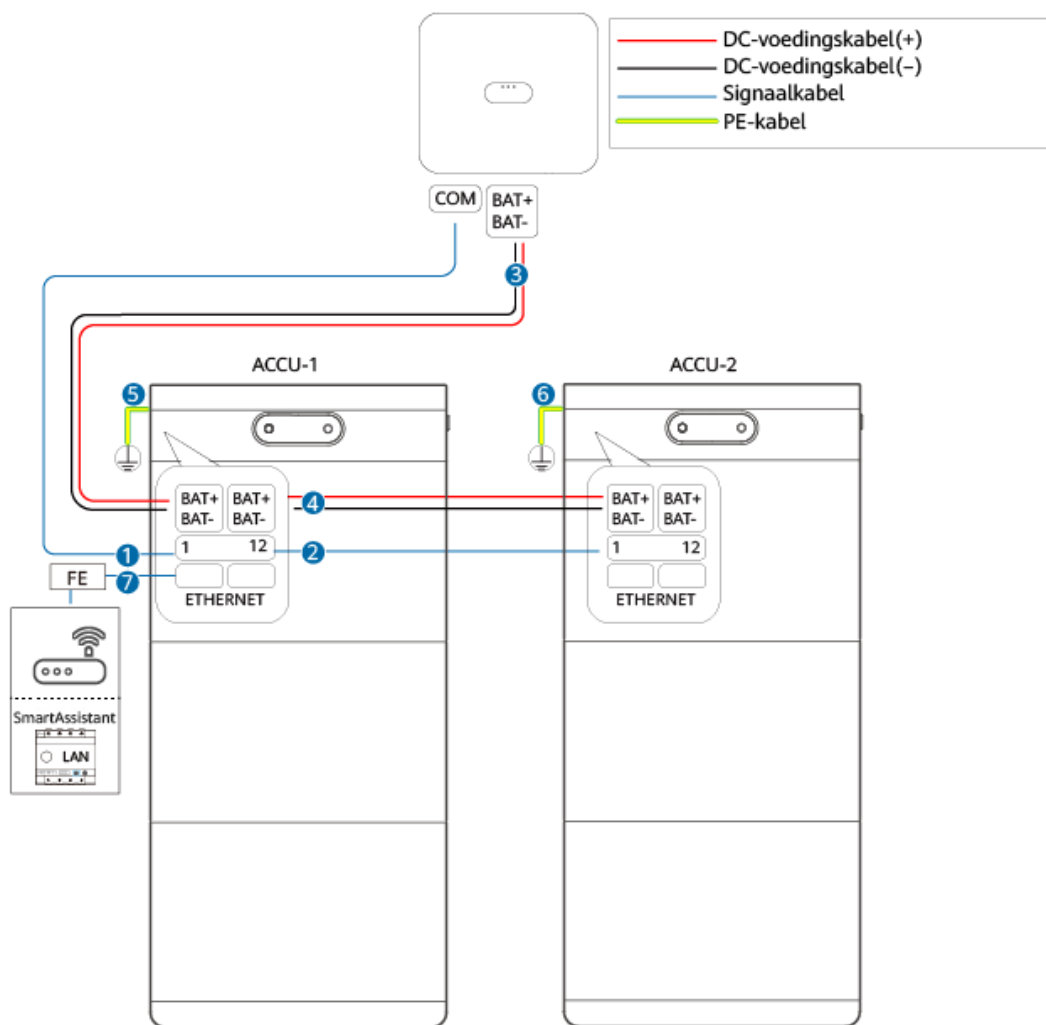 DC-voedingskabel(+)
DC-voedingskabel(−)
Signaalkabel
PE-kabel
COM
BAT+
BAT-
3
ACCU-1
ACCU-2
5
6
BAT+ BAT+
BAT- BAT-
4
BAT+ BAT+
BAT- BAT-
1
1 12
2
1 12
FE
7
ETHERNET
ETHERNET
SmartAssistant
LAN